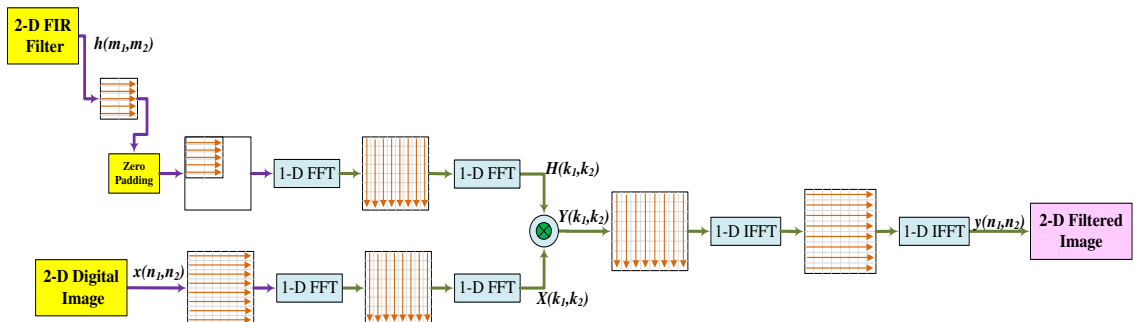 2-D FIR
Filter
h(m1,m2)
Zero
Padding
1-D FFT
1-D FFT
H(k1,k2)
Y(k1,k2)
1-D IFFT
1-D IFFT
y(n1,n2)
2-D Filtered
Image
2-D Digital
Image
x(n1,n2)
1-D FFT
1-D FFT
X(k1,k2)